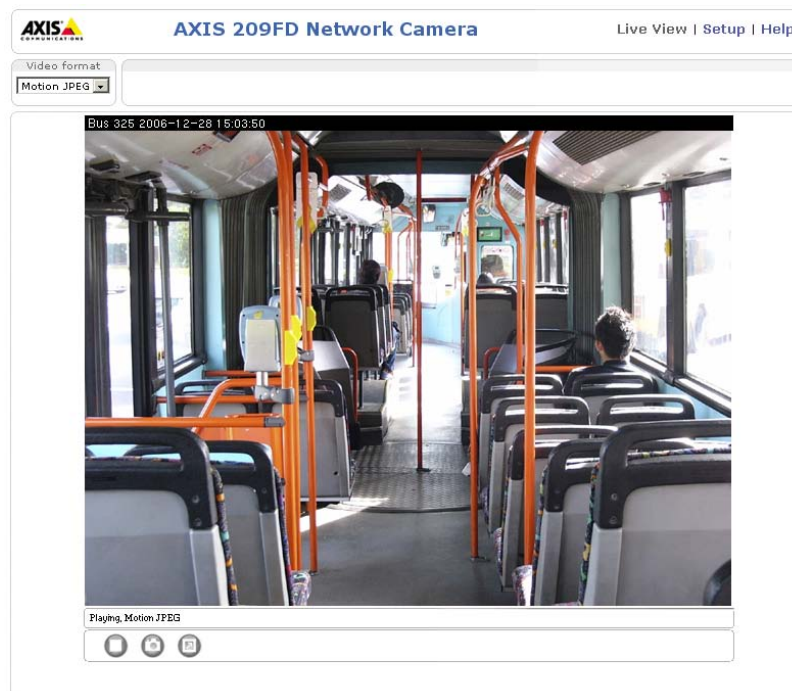 AXIS
COMMUNICATIONS
AXIS 209FD Network Camera
Live View | Setup | Help
Video format
Motion JPEG
Bus 325 2006-12-28 15:03:50
Playing, Motion JPEG